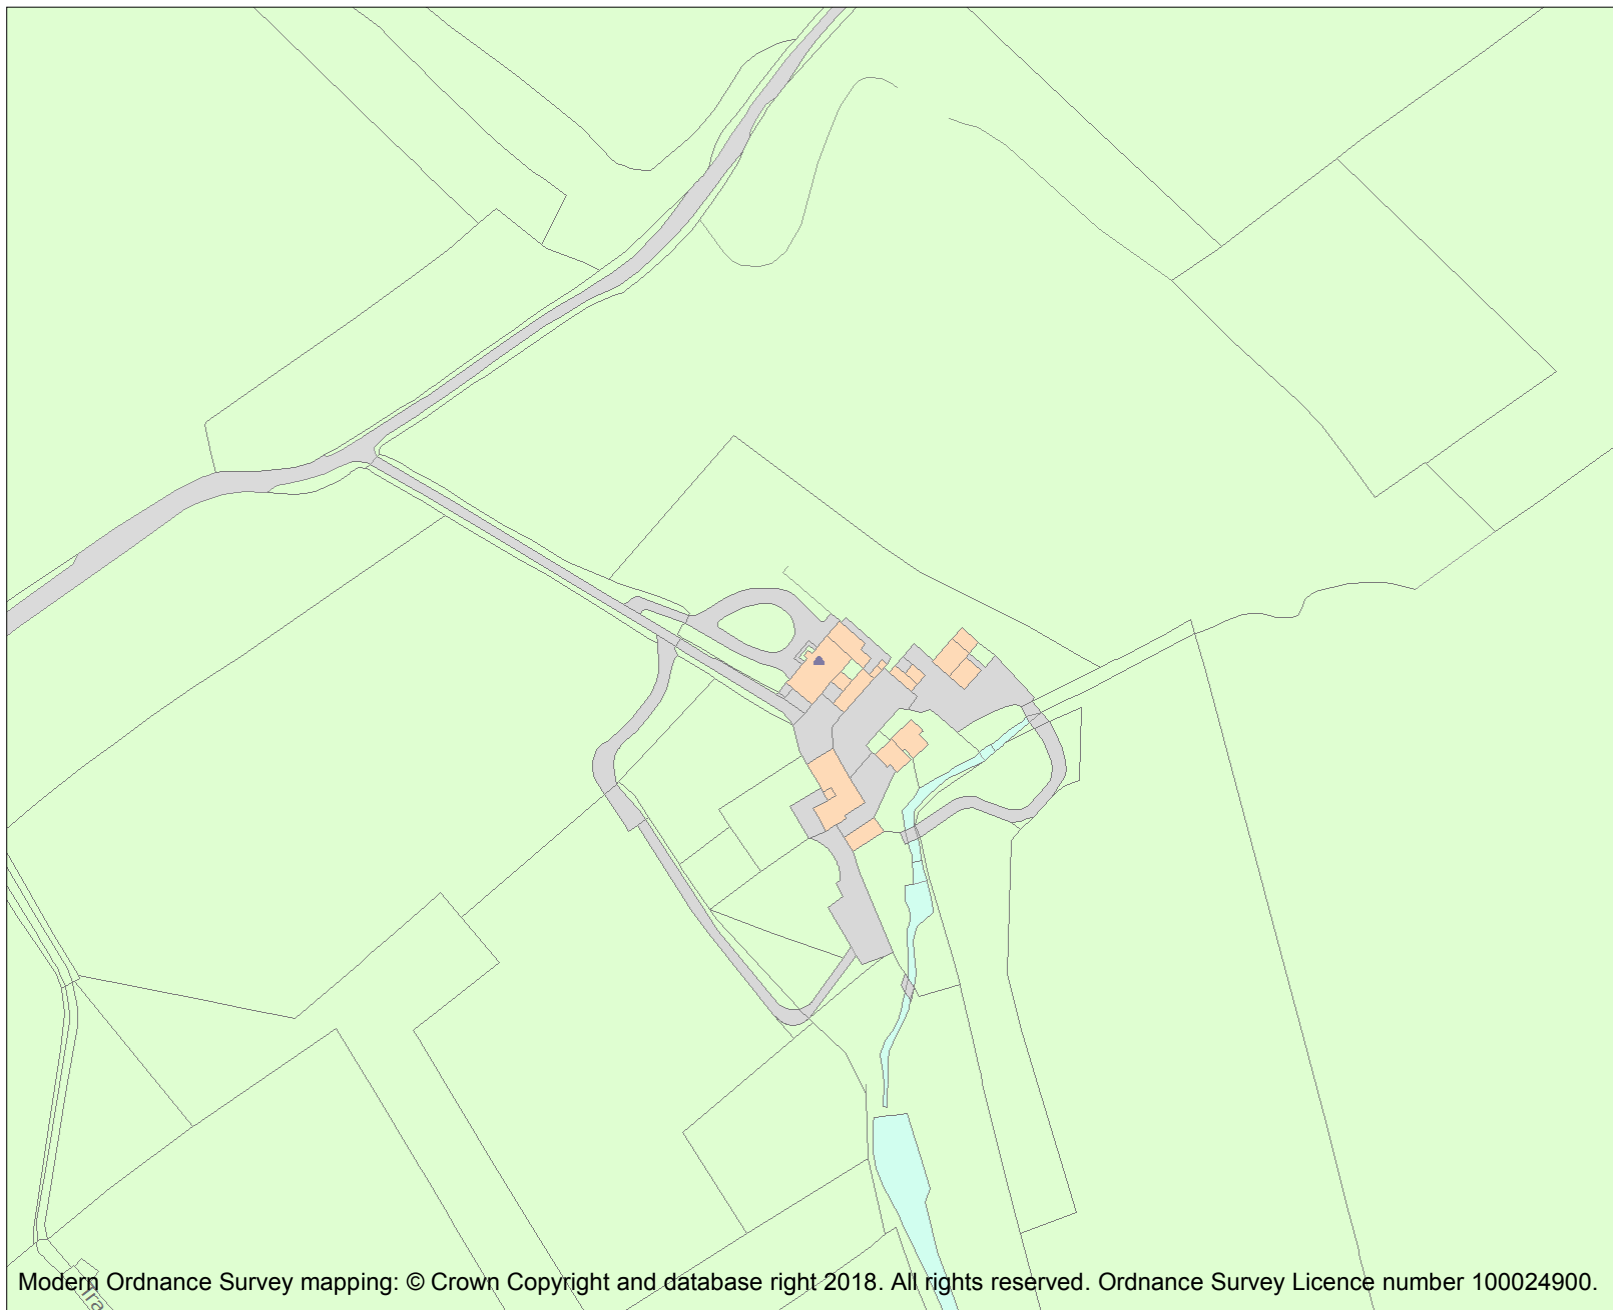 Modern Ordnance Survey mapping: © Crown Copyright and database right 2018. All rights reserved. Ordnance Survey Licence number 100024900.